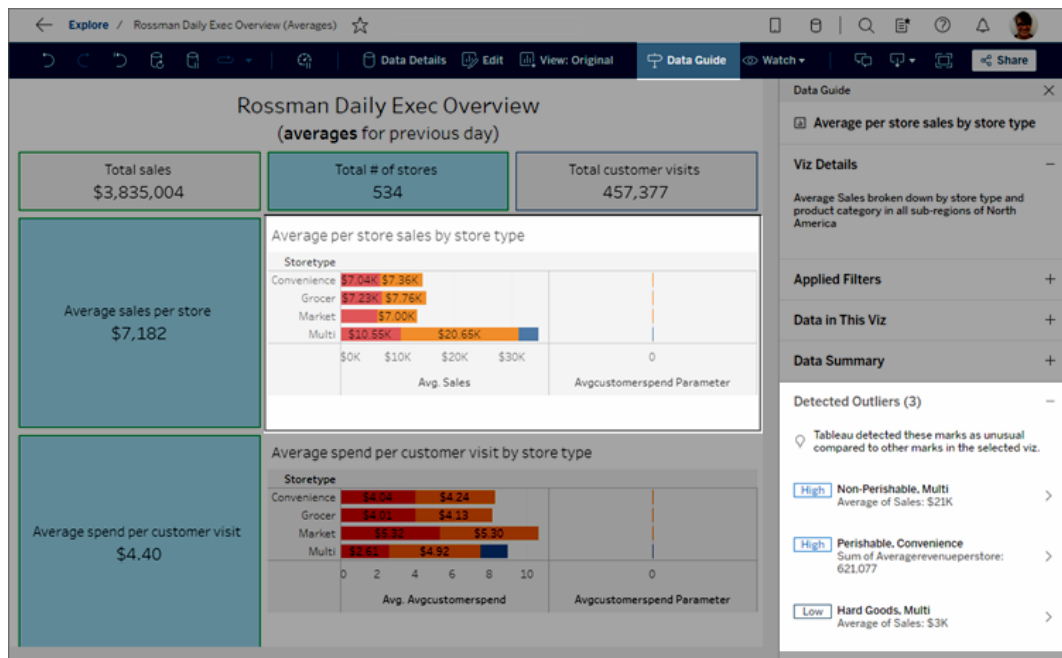 Explore / Rossman Daily Exec Overview (Averages)
Data Details Edit View: Original Data Guide Watch Share
Rossman Daily Exec Overview
(averages for previous day)
Total sales
$3,835,004
Total # of stores
534
Total customer visits
457,377
Average sales per store
$7,182
Average per store sales by store type
Storetype
Convenience $7.04K $7.36K
Grocer $7.23K $7.76K
Market $7.00K
Multi $10.55K $20.65K
$0K $10K $20K $30K 0
Avg. Sales Avgcustomerspend Parameter
Average spend per customer visit
$4.40
Average spend per customer visit by store type
Storetype
Convenience $4.04 $4.24
Grocer $4.01 $4.13
Market $5.32 $5.30
Multi $2.61 $4.92
0 2 4 6 8 10 0
Avg. Avgcustomerspend Avgcustomerspend Parameter
Data Guide
Average per store sales by store type
Viz Details
Average Sales broken down by store type and
product category in all sub-regions of North
America
Applied Filters
Data in This Viz
Data Summary
Detected Outliers (3)
Tableau detected these marks as unusual
compared to other marks in the selected viz.
High Non-Perishable, Multi
Average of Sales: $21K
High Perishable, Convenience
Sum of Averagerevenueperstore:
621,077
Low Hard Goods, Multi
Average of Sales: $3K